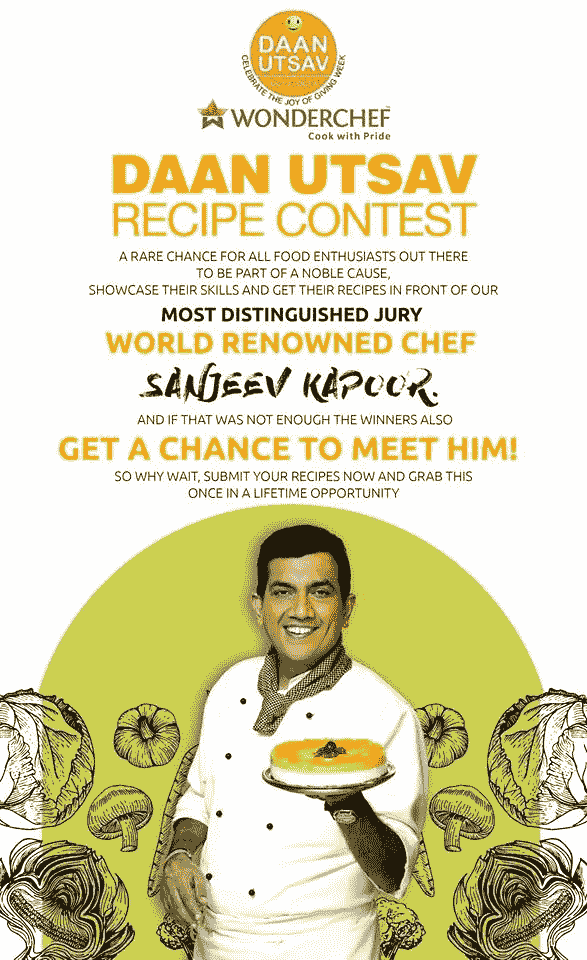 DAAN
UTSAV
CELEBRATE THE JOY OF GIVING WEEK
WONDERCHEF
Cook with Pride
DAAN UTSAV
RECIPE CONTEST
A RARE CHANCE FOR ALL FOOD ENTHUSIASTS OUT THERE
TO BE PART OF A NOBLE CAUSE,
SHOWCASE THEIR SKILLS AND GET THEIR RECIPES IN FRONT OF OUR
MOST DISTINGUISHED JURY
WORLD RENOWNED CHEF
SANJEEV KAPOOR.
AND IF THAT WAS NOT ENOUGH THE WINNERS ALSO
GET A CHANCE TO MEET HIM!
SO WHY WAIT, SUBMIT YOUR RECIPES NOW AND GRAB THIS
ONCE IN A LIFETIME OPPORTUNITY